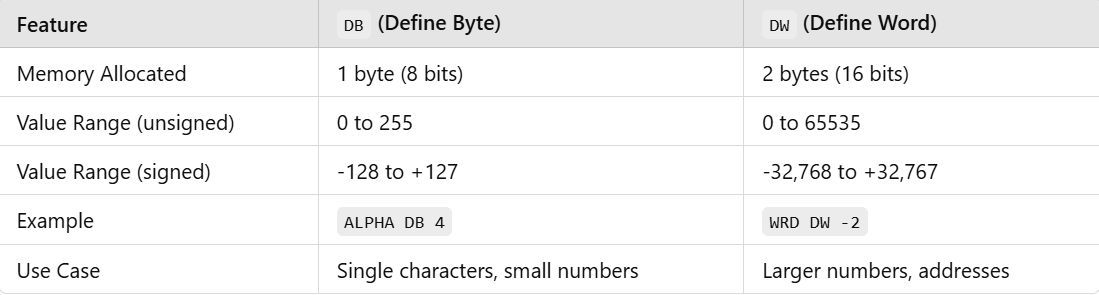 Feature DB (Define Byte) DW (Define Word)
Memory Allocated 1 byte (8 bits) 2 bytes (16 bits)
Value Range (unsigned) 0 to 255 0 to 65535
Value Range (signed) -128 to +127 -32,768 to +32,767
Example ALPHA DB 4 WRD DW -2
Use Case Single characters, small numbers Larger numbers, addresses